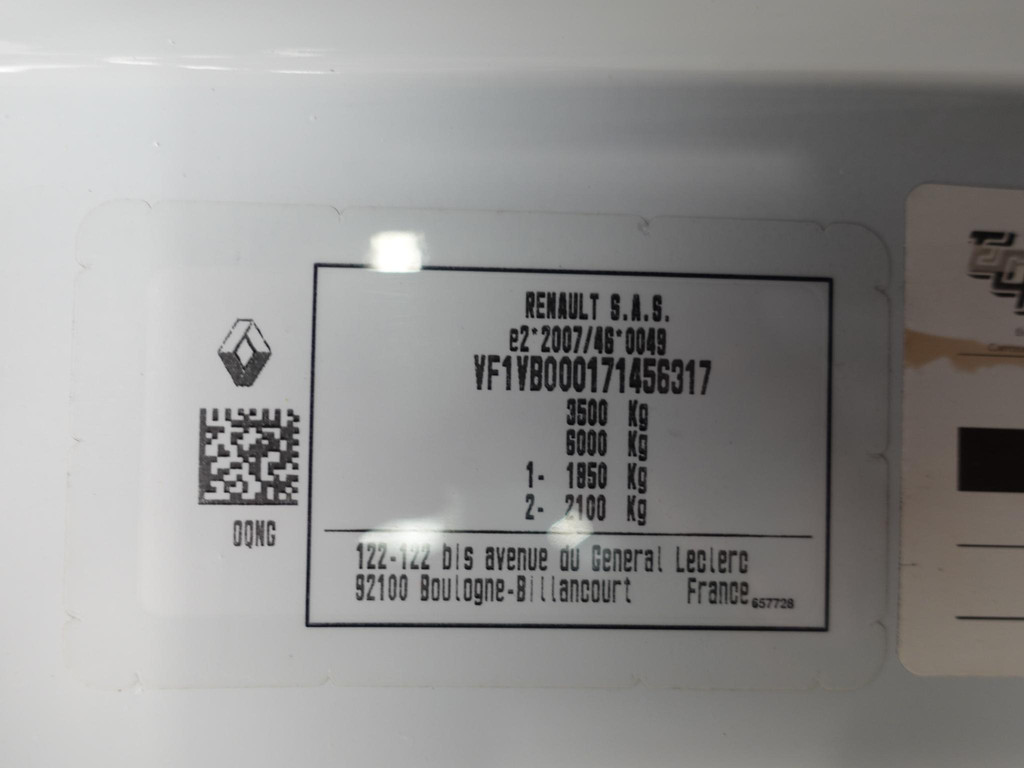 RENAULT S.A.S.
e2*2007/46*0049
VF1VB000171456317
3500 Kg
6000 Kg
1- 1850 Kg
2- 2100 Kg
0QNG
122-122 bis avenue du General Leclerc
92100 Boulogne-Billancourt France 657728